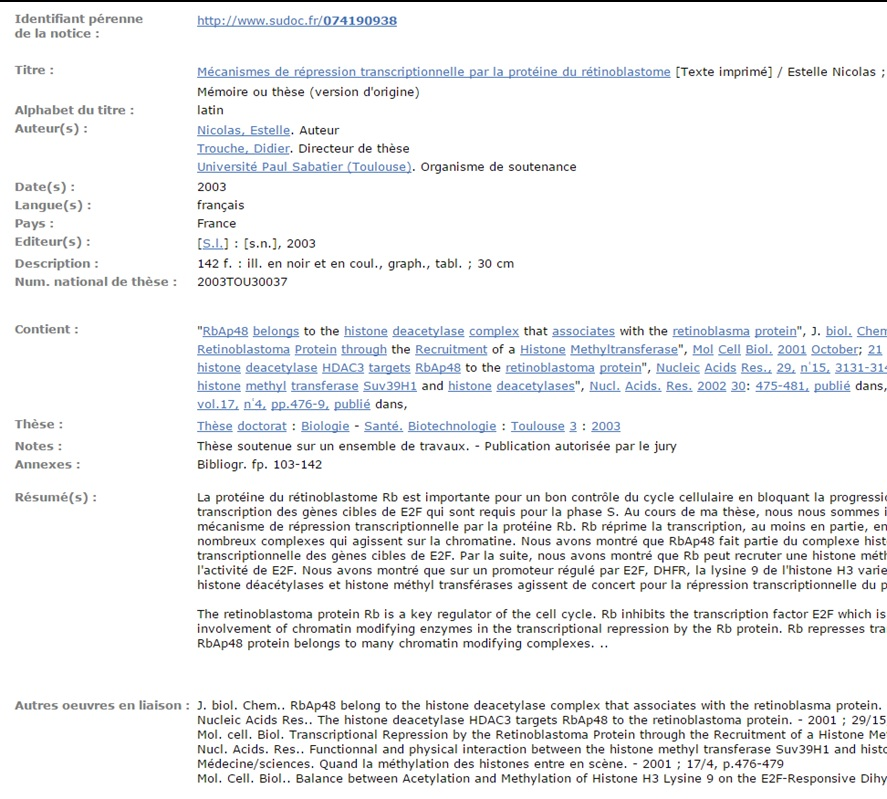 Identifiant pérenne
de la notice :
http://www.sudoc.fr/074190938
Titre :
Mécanismes de répression transcriptionnelle par la protéine du rétinoblastome [Texte imprimé] / Estelle Nicolas ;
Mémoire ou thèse (version d'origine)
Alphabet du titre :
latin
Auteur(s) :
Nicolas, Estelle. Auteur
Trouche, Didier. Directeur de thèse
Université Paul Sabatier (Toulouse). Organisme de soutenance
Date(s) :
2003
Langue(s) :
français
Pays :
France
Editeur(s) :
[S.l.] : [s.n.], 2003
Description :
142 f. : ill. en noir et en coul., graph., tabl. ; 30 cm
Num. national de thèse :
2003TOU30037
Contient :
"RbAp48 belongs to the histone deacetylase complex that associates with the retinoblasma protein", J. biol. Chem
Retinoblastoma Protein through the Recruitment of a Histone Methyltransferase", Mol Cell Biol. 2001 October; 21
histone deacetylase HDAC3 targets RbAp48 to the retinoblastoma protein", Nucleic Acids Res., 29, n°15, 3131-314
histone methyl transferase Suv39H1 and histone deacetylases", Nucl. Acids. Res. 2002 30: 475-481, publié dans,
vol.17, n°4, pp.476-9, publié dans,
Thèse :
Thèse doctorat : Biologie - Santé. Biotechnologie : Toulouse 3 : 2003
Notes :
Thèse soutenue sur un ensemble de travaux. - Publication autorisée par le jury
Annexes :
Bibliogr. fp. 103-142
Résumé(s) :
La protéine du rétinoblastome Rb est importante pour un bon contrôle du cycle cellulaire en bloquant la progressio
transcription des gènes cibles de E2F qui sont requis pour la phase S. Au cours de ma thèse, nous nous sommes i
mécanisme de répression transcriptionnelle par la protéine Rb. Rb réprime la transcription, au moins en partie, en
nombreux complexes qui agissent sur la chromatine. Nous avons montré que RbAp48 fait partie du complexe hist
transcriptionnelle des gènes cibles de E2F. Par la suite, nous avons montré que Rb peut recruter une histone méth
l'activité de E2F. Nous avons montré que sur un promoteur régulé par E2F, DHFR, la lysine 9 de l'histone H3 varie
histone déacétylases et histone méthyl transférases agissent de concert pour la répression transcriptionnelle du p
The retinoblastoma protein Rb is a key regulator of the cell cycle. Rb inhibits the transcription factor E2F which is
involvement of chromatin modifying enzymes in the transcriptional repression by the Rb protein. Rb represses tra
RbAp48 protein belongs to many chromatin modifying complexes. ..
Autres oeuvres en liaison :
J. biol. Chem.. RbAp48 belong to the histone deacetylase complex that associates with the retinoblasma protein.
Nucleic Acids Res.. The histone deacetylase HDAC3 targets RbAp48 to the retinoblastoma protein. - 2001 ; 29/15
Mol. cell. Biol. Transcriptional Repression by the Retinoblastoma Protein through the Recruitment of a Histone Me
Nucl. Acids. Res.. Functionnal and physical interaction between the histone methyl transferase Suv39H1 and histo
Médecine/sciences. Quand la méthylation des histones entre en scène. - 2001 ; 17/4, p.476-479
Mol. Cell. Biol.. Balance between Acetylation and Methylation of Histone H3 Lysine 9 on the E2F-Responsive Dihy